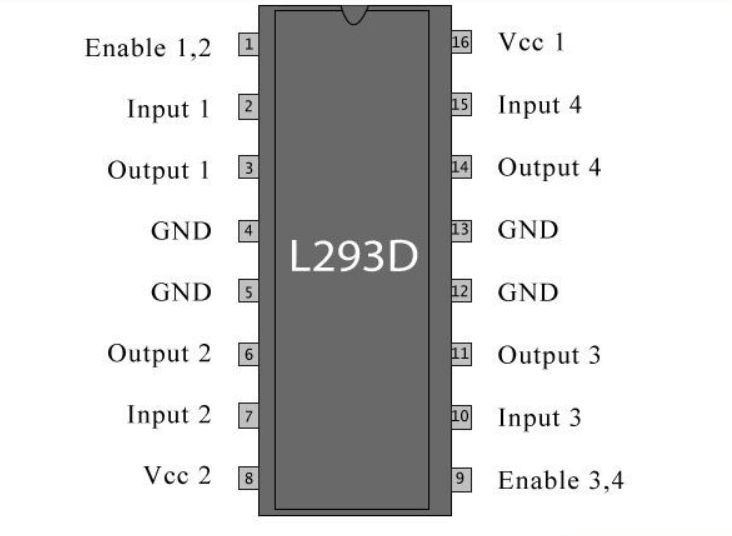 Enable 1,2 1 16 Vcc 1
Input 1 2 15 Input 4
Output 1 3 14 Output 4
GND 4 13 GND
L293D
GND 5 12 GND
Output 2 6 11 Output 3
Input 2 7 10 Input 3
Vcc 2 8 9 Enable 3,4